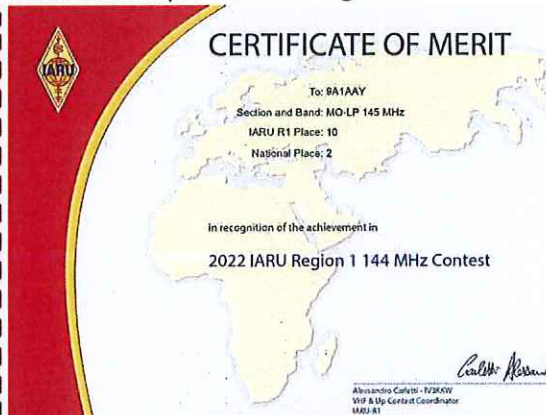 IARU
CERTIFICATE OF MERIT
To: 9A1AAY
Section and Band: MO-LP 145 MHz
IARU R1 Place: 10
National Place: 2
In recognition of the achievement in
2022 IARU Region 1 144 MHz Contest
Alessandro Carletti - IV3KKW
VHF & Up Contest Coordinator
IARU-R1